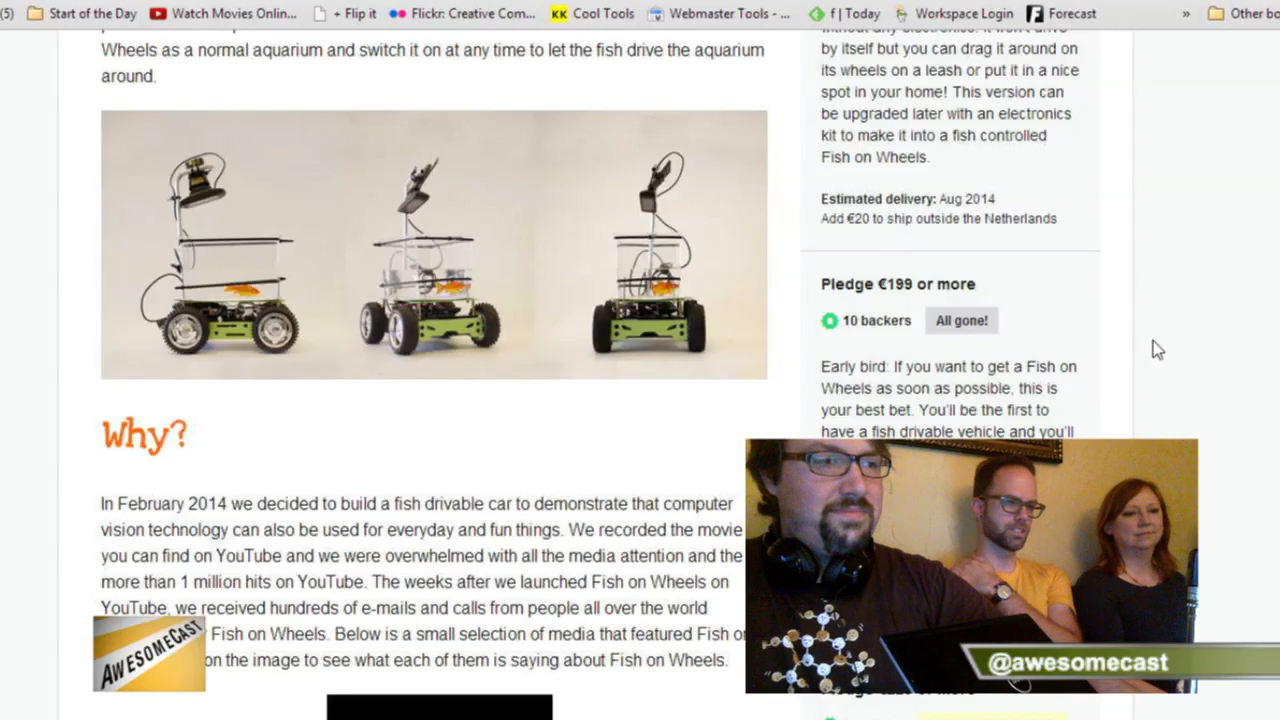 (5)
Start of the Day
Watch Movies Onlin...
+ Flip it
Flickr: Creative Com...
KK Cool Tools
Webmaster Tools - ...
f | Today
Workspace Login
Forecast
»
Other bo
Wheels as a normal aquarium and switch it on at any time to let the fish drive the aquarium
around.
Why?
In February 2014 we decided to build a fish drivable car to demonstrate that computer
vision technology can also be used for everyday and fun things. We recorded the movie
you can find on YouTube and we were overwhelmed with all the media attention and the
more than 1 million hits on YouTube. The weeks after we launched Fish on Wheels on
YouTube, we received hundreds of e-mails and calls from people all over the world
Fish on Wheels. Below is a small selection of media that featured Fish or
on the image to see what each of them is saying about Fish on Wheels.
without any electronics. It won't drive
by itself but you can drag it around on
its wheels on a leash or put it in a nice
spot in your home! This version can
be upgraded later with an electronics
kit to make it into a fish controlled
Fish on Wheels.
Estimated delivery: Aug 2014
Add €20 to ship outside the Netherlands
Pledge €199 or more
10 backers All gone!
Early bird: If you want to get a Fish on
Wheels as soon as possible, this is
your best bet. You'll be the first to
have a fish drivable vehicle and you'll
AWESOMECAST
@awesomecast